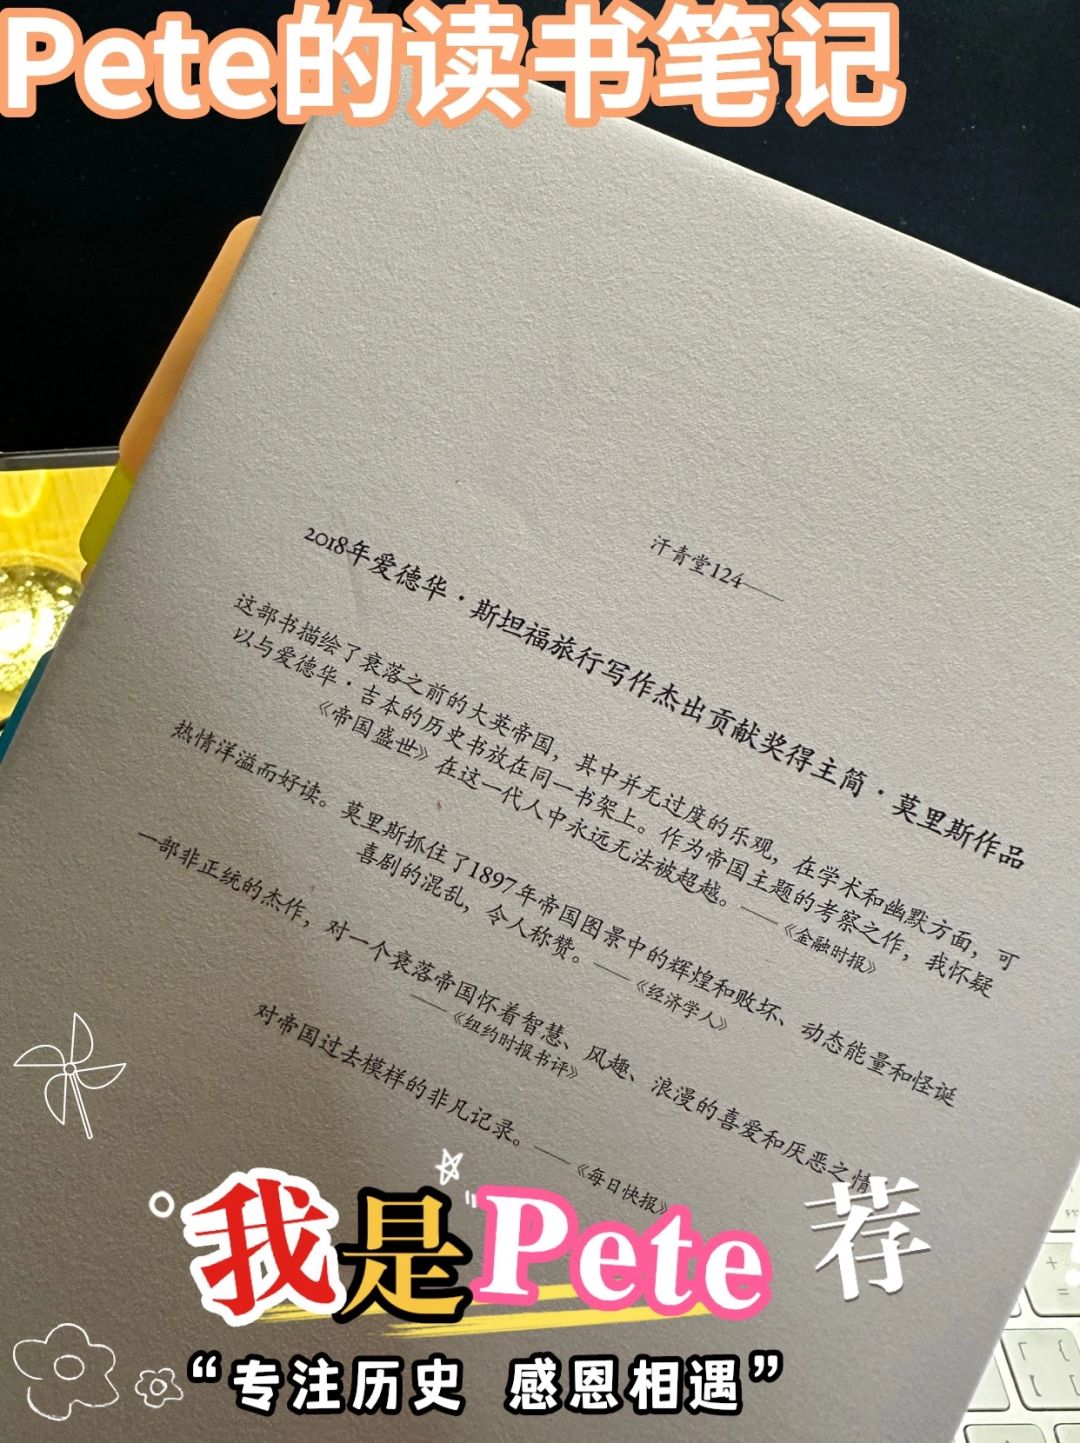 Pete的读书笔记
汗青堂124——
2018年爱德华·斯坦福旅行写作杰出贡献奖得主简·莫里斯作品
这部书描绘了衰落之前的大英帝国，其中并无过度的乐观，在学术和幽默方面，可
以与爱德华·吉本的历史书放在同一书架上。作为帝国主题的考察之作，我怀疑
《帝国盛世》在这一代人中永远无法被超越。——《金融时报》
热情洋溢而好读。莫里斯抓住了1897年帝国图景中的辉煌和败坏、动态能量和怪诞
喜剧的混乱，令人称赞。——《经济学人》
一部非正统的杰作，对一个衰落帝国怀着智慧、风趣、浪漫的喜爱和厌恶之情
——《纽约时报书评》
对帝国过去模样的非凡记录。——《每日快报》
我是Pete 荐
“专注历史 感恩相遇”